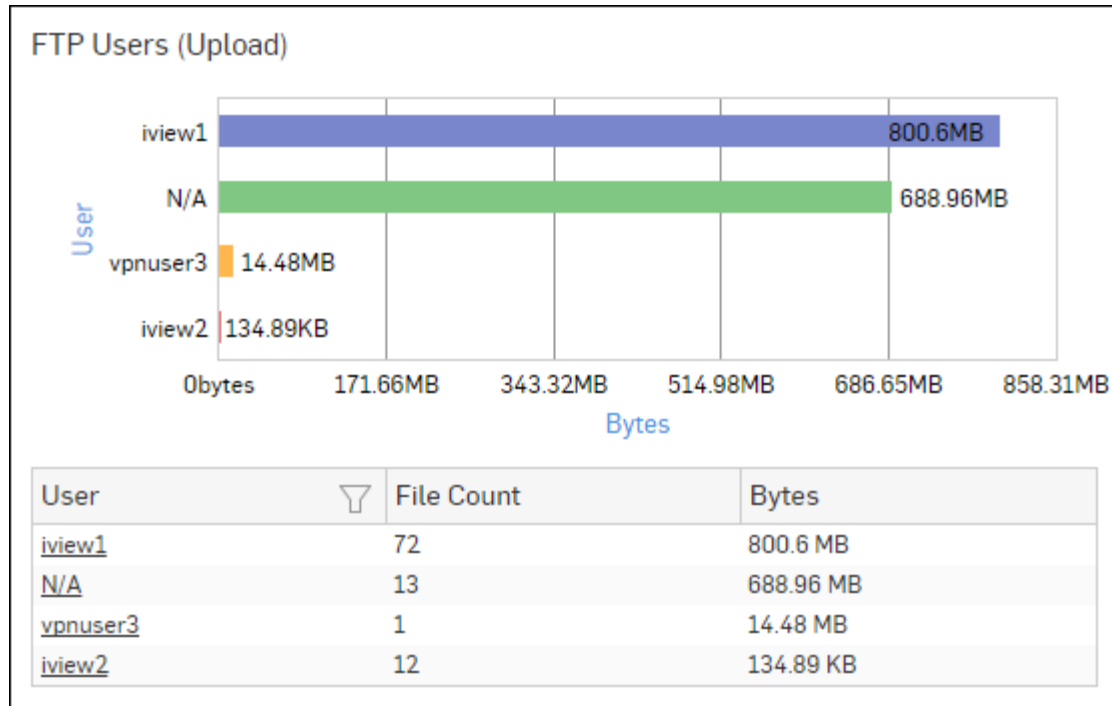 FTP Users (Upload)
iview1 800.6MB
N/A 688.96MB
User
vpnuser3 14.48MB
iview2 134.89KB
0bytes 171.66MB 343.32MB 514.98MB 686.65MB 858.31MB
Bytes
User File Count Bytes
iview1 72 800.6 MB
N/A 13 688.96 MB
vpnuser3 1 14.48 MB
iview2 12 134.89 KB